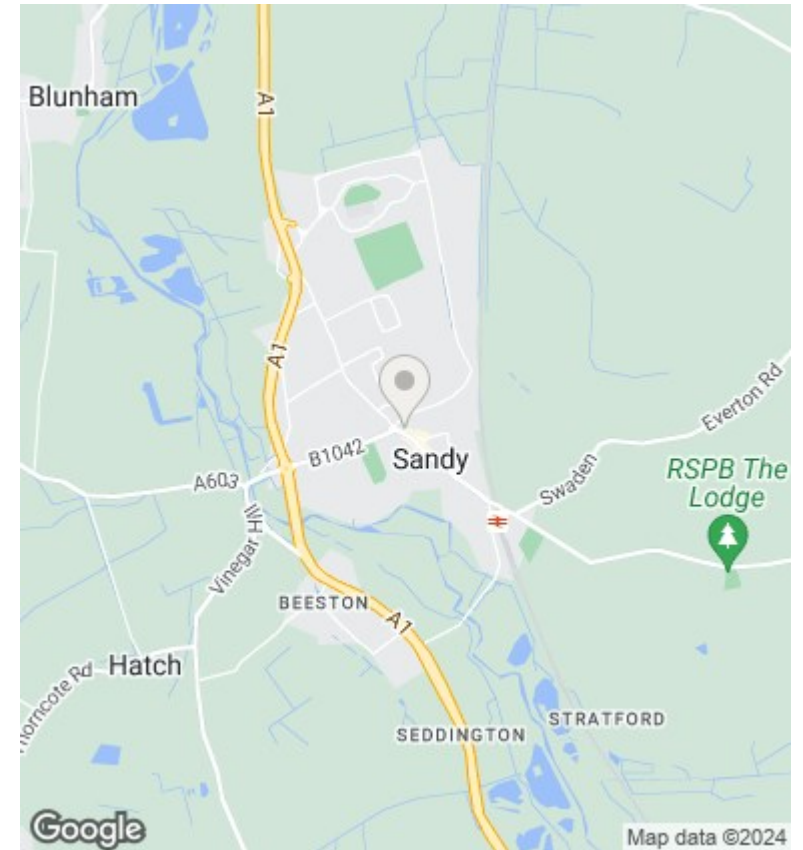 Blunham
A1
A1
Everton Rd
B1042
Sandy
Swaden
RSPB The
Lodge
A603
Vinegar Hill
BEESTON
A1
Hatch
Thorncote Rd
STRATFORD
SEDDINGTON
Google
Map data ©2024